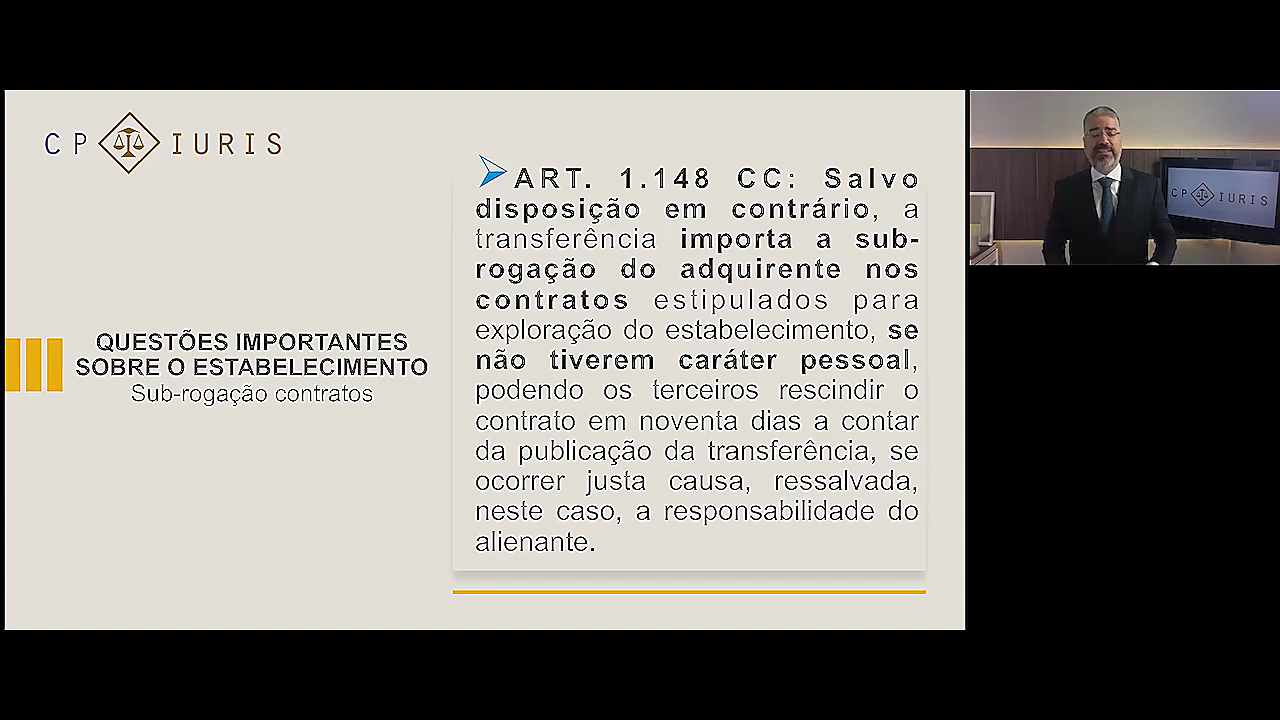 CP IURIS
QUESTÕES IMPORTANTES
SOBRE O ESTABELECIMENTO
Sub-rogação contratos
ART. 1.148 CC: Salvo
disposição em contrário, a
transferência importa a sub-
rogação do adquirente nos
contratos estipulados para
exploração do estabelecimento, se
não tiverem caráter pessoal,
podendo os terceiros rescindir o
contrato em noventa dias a contar
da publicação da transferência, se
ocorrer justa causa, ressalvada,
neste caso, a responsabilidade do
alienante.
CP IURIS